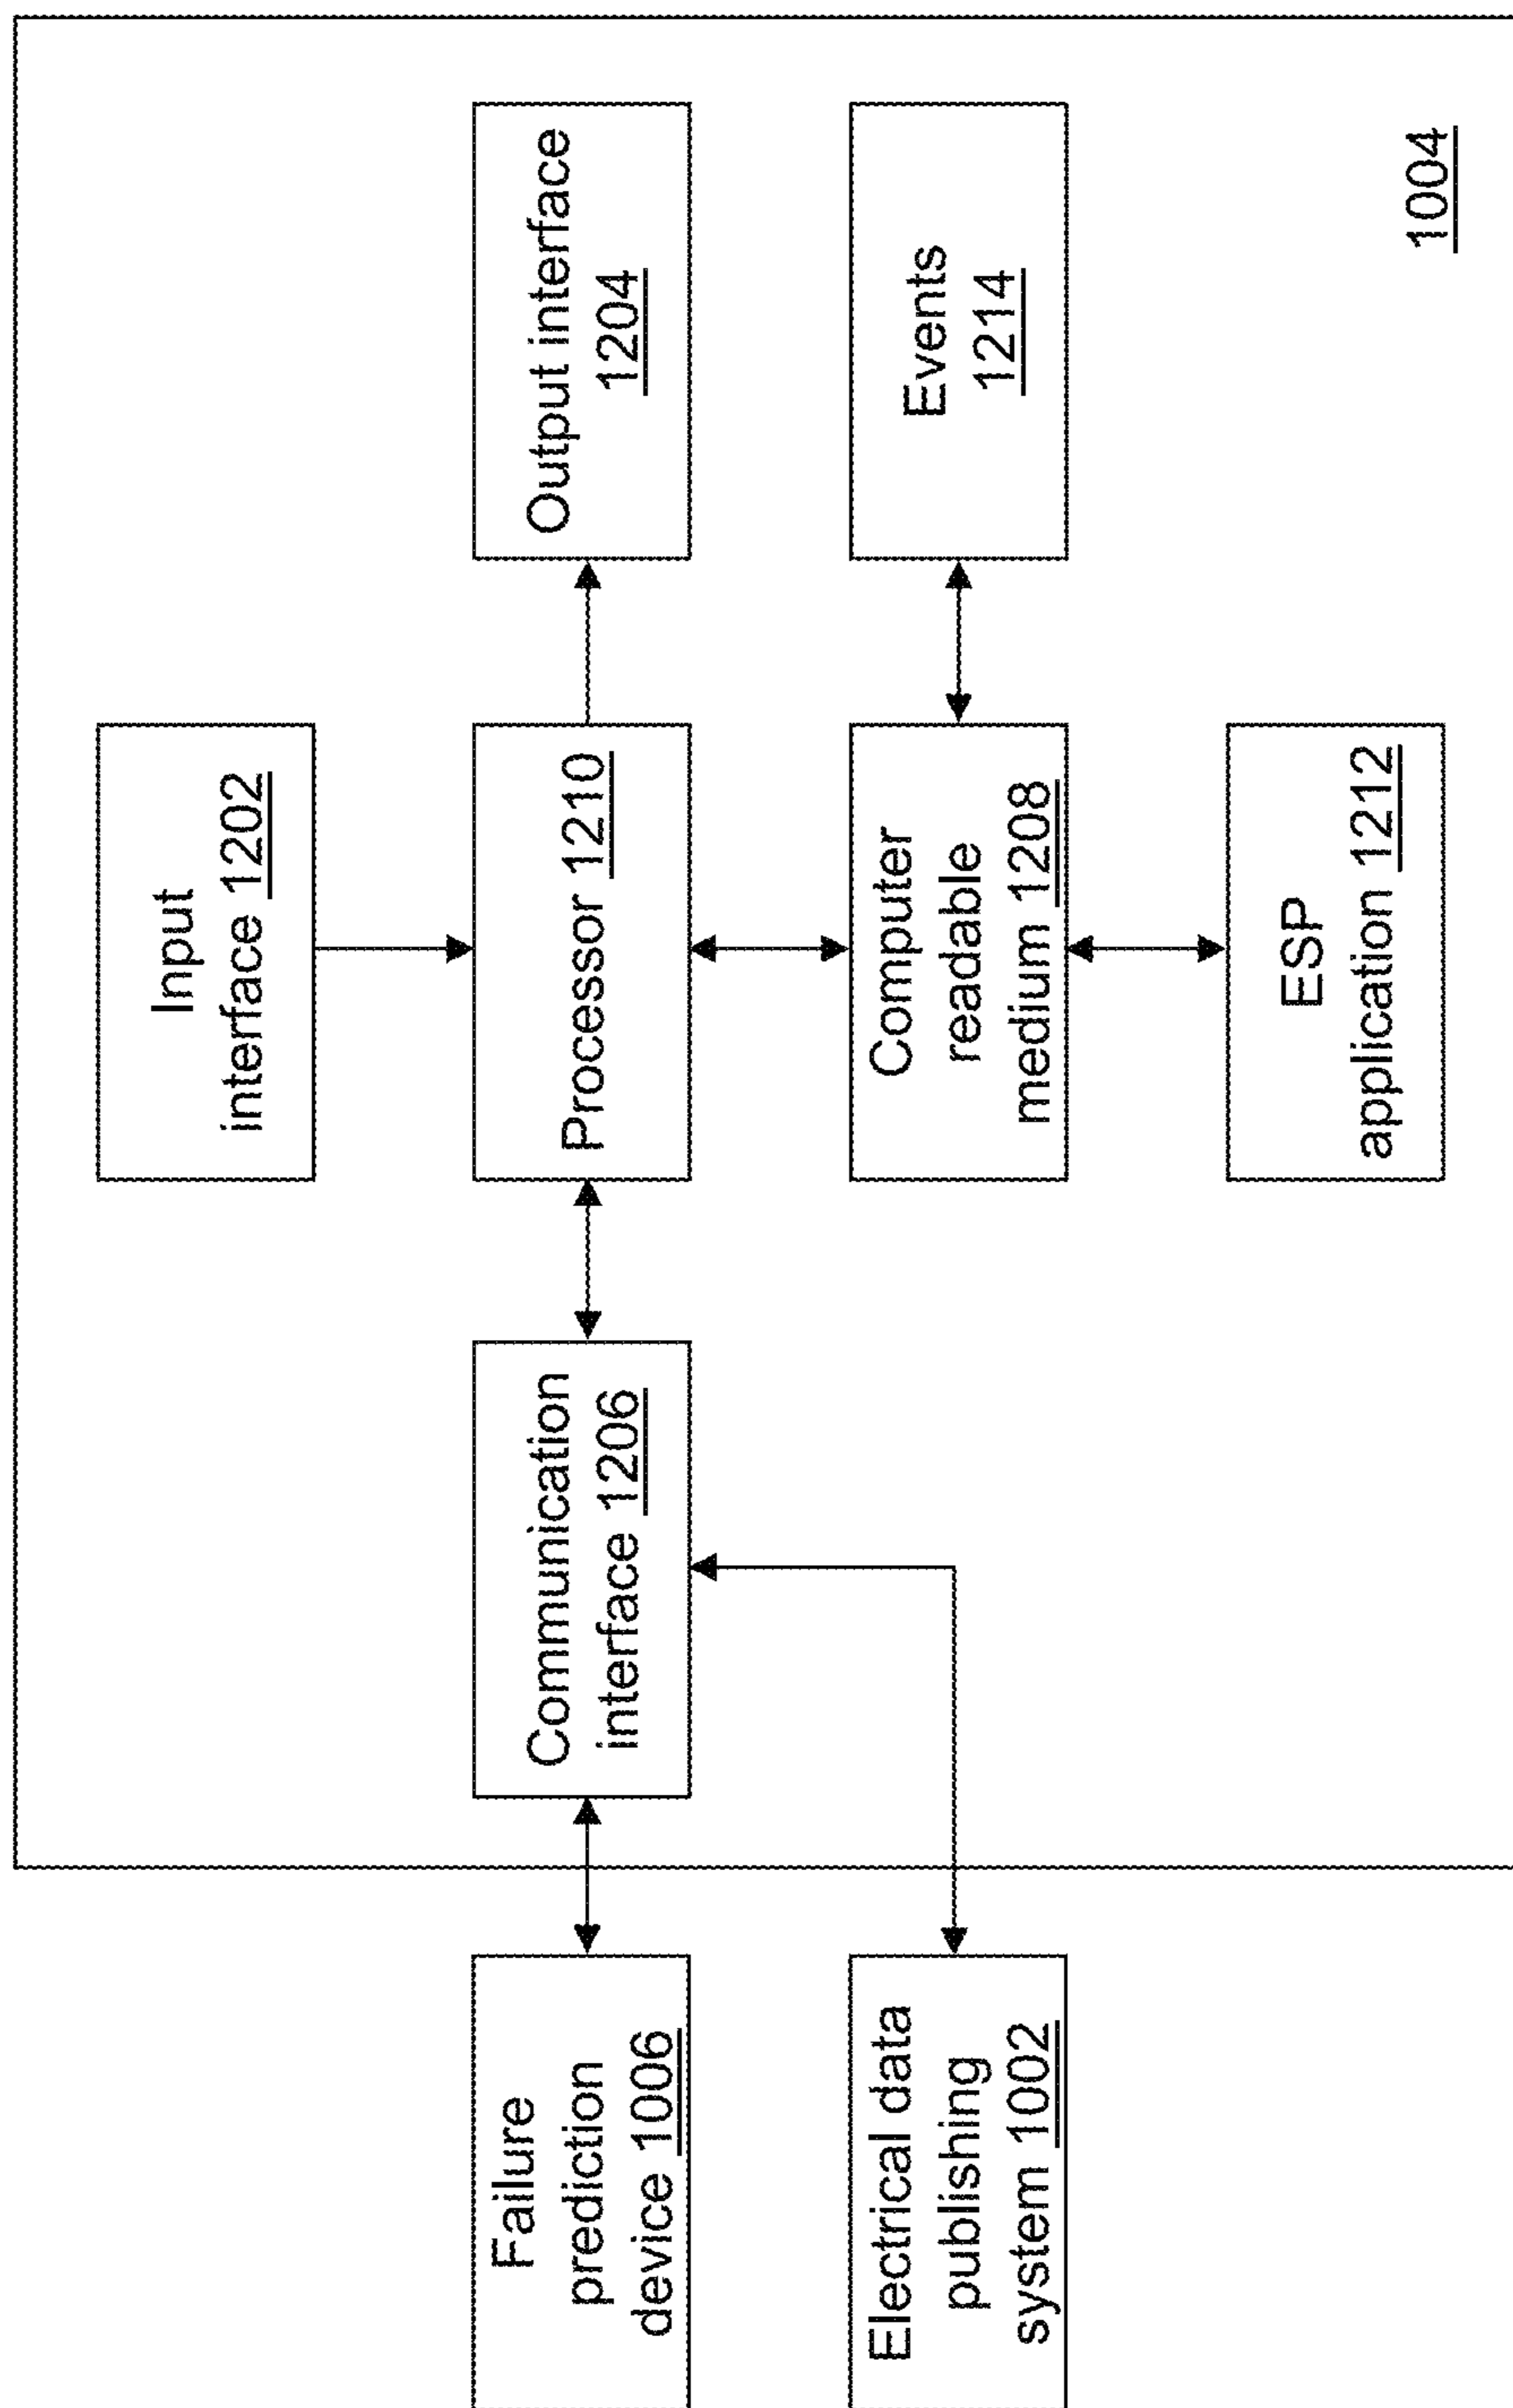 Input
interface 1202
Failure
prediction
device 1006
Communication
interface 1206
Processor 1210
Output interface
1204
Electrical data
publishing
system 1002
Computer
readable
medium 1208
Events
1214
ESP
application 1212
1004